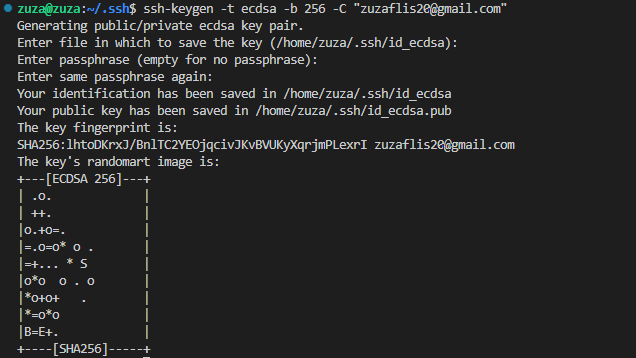 zuza@zuza:~/.ssh$ ssh-keygen -t ecdsa -b 256 -C "zuzaflis20@gmail.com"
Generating public/private ecdsa key pair.
Enter file in which to save the key (/home/zuza/.ssh/id_ecdsa):
Enter passphrase (empty for no passphrase):
Enter same passphrase again:
Your identification has been saved in /home/zuza/.ssh/id_ecdsa
Your public key has been saved in /home/zuza/.ssh/id_ecdsa.pub
The key fingerprint is:
SHA256:lhtoDKrxJ/BnlTC2YEOjqcivJKvBVUKyXqrjmPLexrI zuzaflis20@gmail.com
The key's randomart image is:
+---[ECDSA 256]---+
| .o.             |
| ++.             |
|o.+o=.           |
|=.o=o* o .       |
|=+... * S        |
|o*o  o . o       |
|*o+o+   .        |
|*=o*o            |
|B=E+.            |
+----[SHA256]-----+